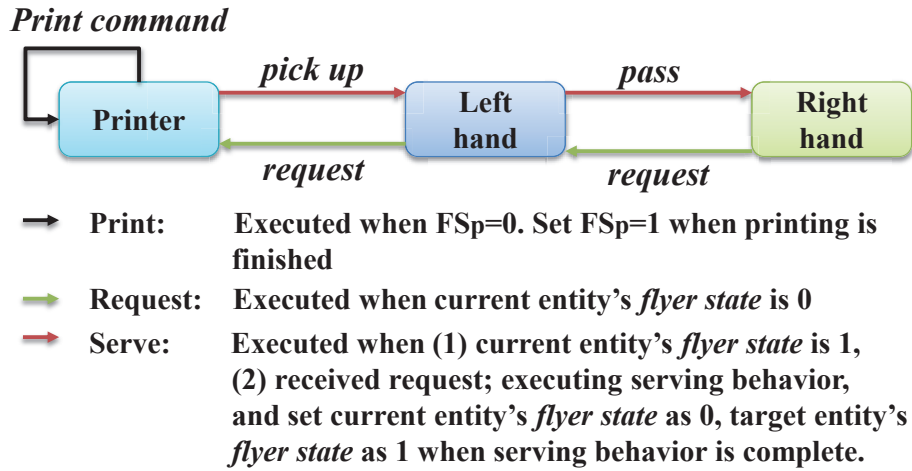 Print command
pick up
pass
Printer
Left
hand
Right
hand
request
request
Print: Executed when FSp=0. Set FSp=1 when printing is
finished
Request: Executed when current entity's flyer state is 0
Serve: Executed when (1) current entity's flyer state is 1,
(2) received request; executing serving behavior,
and set current entity's flyer state as 0, target entity's
flyer state as 1 when serving behavior is complete.